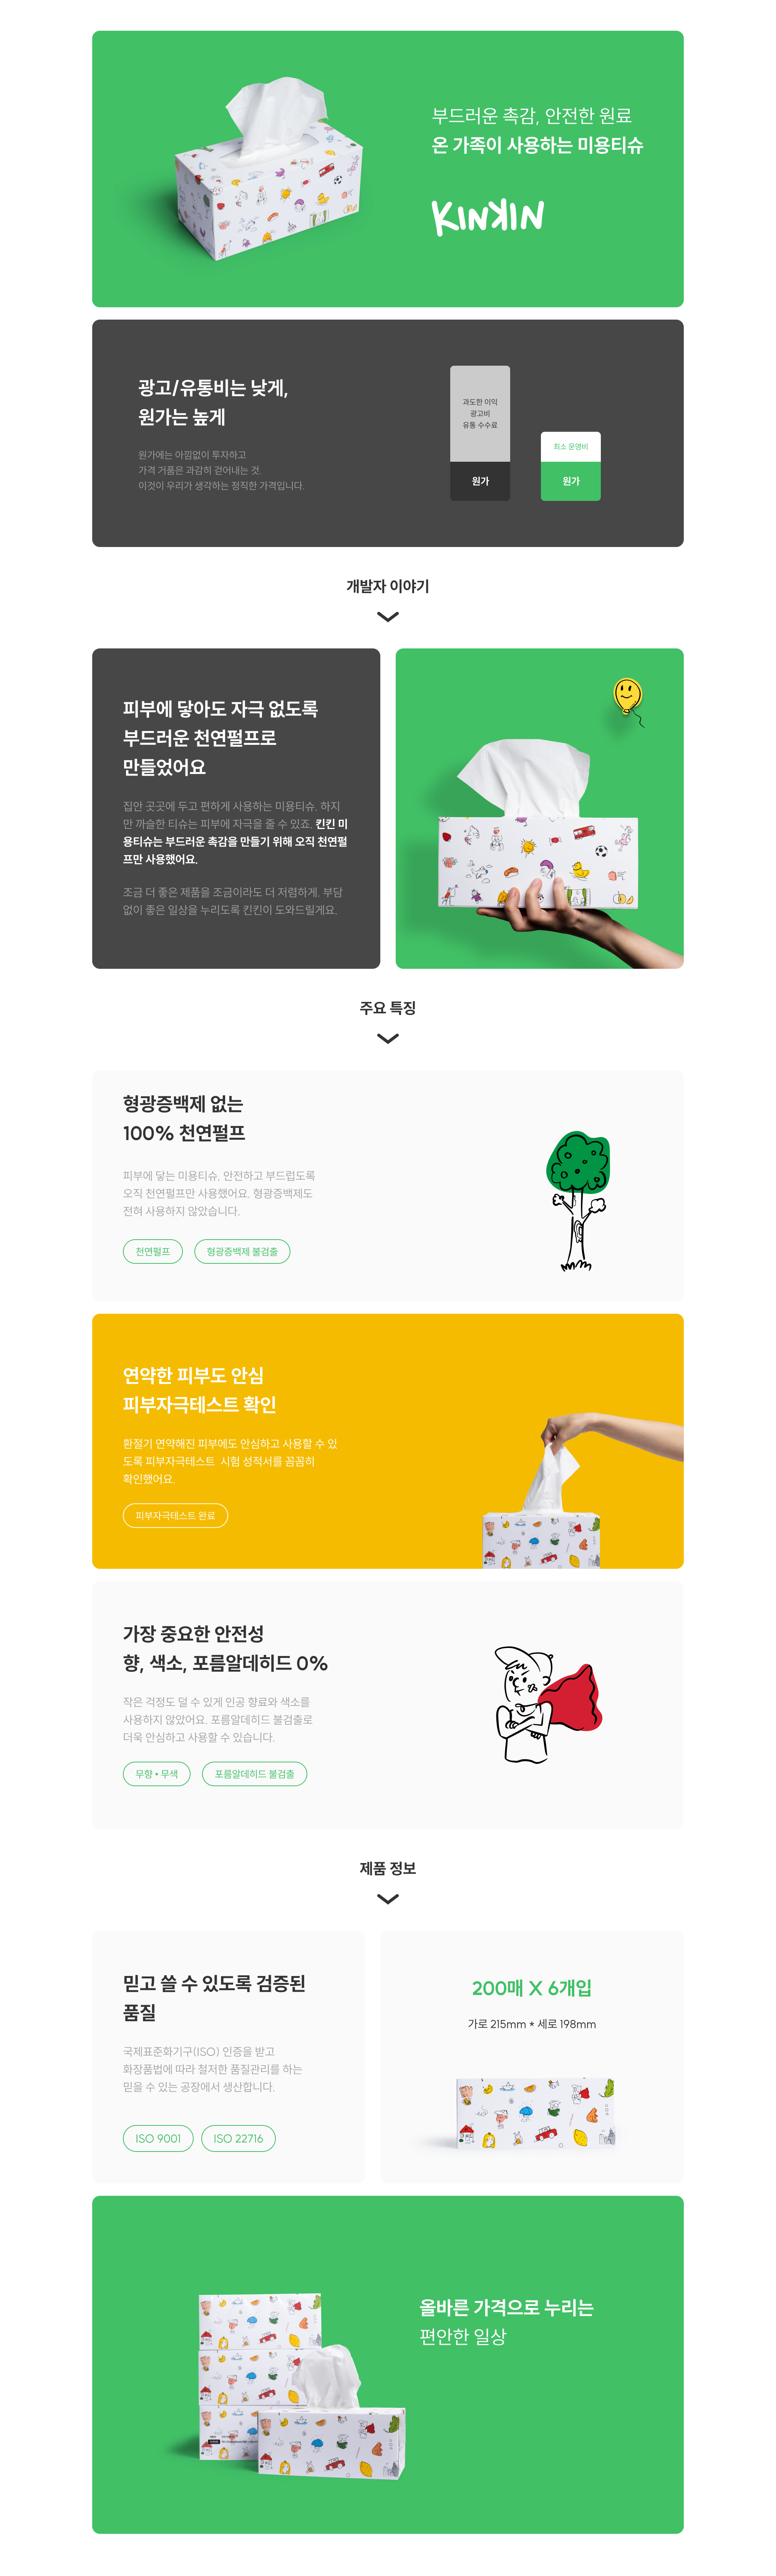 부드러운 촉감, 안전한 원료
온 가족이 사용하는 미용티슈
KINKIN
광고/유통비는 낮게,
원가는 높게
원가에는 아낌없이 투자하고
가격 거품은 과감히 걷어내는 것.
이것이 우리가 생각하는 정직한 가격입니다.
과도한 이익
광고비
유통 수수료
원가
최소 운영비
원가
개발자 이야기
피부에 닿아도 자극 없도록
부드러운 천연펄프로
만들었어요
집안 곳곳에 두고 편하게 사용하는 미용티슈. 하지
만 까슬한 티슈는 피부에 자극을 줄 수 있죠. 킨킨 미
용티슈는 부드러운 촉감을 만들기 위해 오직 천연펄
프만 사용했어요.
조금 더 좋은 제품을 조금이라도 더 저렴하게. 부담
없이 좋은 일상을 누리도록 킨킨이 도와드릴게요.
주요 특징
형광증백제 없는
100% 천연펄프
피부에 닿는 미용티슈, 안전하고 부드럽도록
오직 천연펄프만 사용했어요. 형광증백제도
전혀 사용하지 않았습니다.
천연펄프
형광증백제 불검출
연약한 피부도 안심
피부자극테스트 확인
환절기 연약해진 피부에도 안심하고 사용할 수 있
도록 피부자극테스트 시험 성적서를 꼼꼼히
확인했어요.
피부자극테스트 완료
가장 중요한 안전성
향, 색소, 포름알데히드 0%
작은 걱정도 덜 수 있게 인공 향료와 색소를
사용하지 않았어요. 포름알데히드 불검출로
더욱 안심하고 사용할 수 있습니다.
무향 • 무색
포름알데히드 불검출
제품 정보
믿고 쓸 수 있도록 검증된
품질
국제표준화기구(ISO) 인증을 받고
화장품법에 따라 철저한 품질관리를 하는
믿을 수 있는 공장에서 생산합니다.
ISO 9001
ISO 22716
200매 X 6개입
가로 215mm * 세로 198mm
올바른 가격으로 누리는
편안한 일상